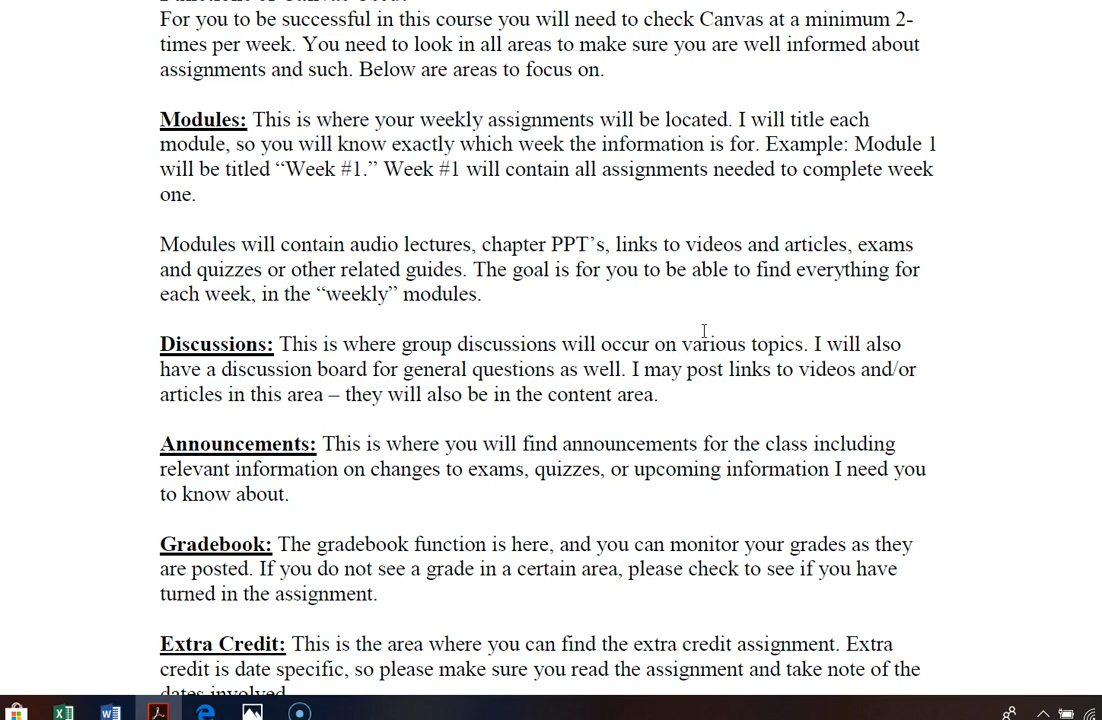 For you to be successful in this course you will need to check Canvas at a minimum 2-
times per week. You need to look in all areas to make sure you are well informed about
assignments and such. Below are areas to focus on.
Modules: This is where your weekly assignments will be located. I will title each
module, so you will know exactly which week the information is for. Example: Module 1
will be titled “Week #1.” Week #1 will contain all assignments needed to complete week
one.
Modules will contain audio lectures, chapter PPT’s, links to videos and articles, exams
and quizzes or other related guides. The goal is for you to be able to find everything for
each week, in the “weekly” modules.
Discussions: This is where group discussions will occur on various topics. I will also
have a discussion board for general questions as well. I may post links to videos and/or
articles in this area – they will also be in the content area.
Announcements: This is where you will find announcements for the class including
relevant information on changes to exams, quizzes, or upcoming information I need you
to know about.
Gradebook: The gradebook function is here, and you can monitor your grades as they
are posted. If you do not see a grade in a certain area, please check to see if you have
turned in the assignment.
Extra Credit: This is the area where you can find the extra credit assignment. Extra
credit is date specific, so please make sure you read the assignment and take note of the
dates involved